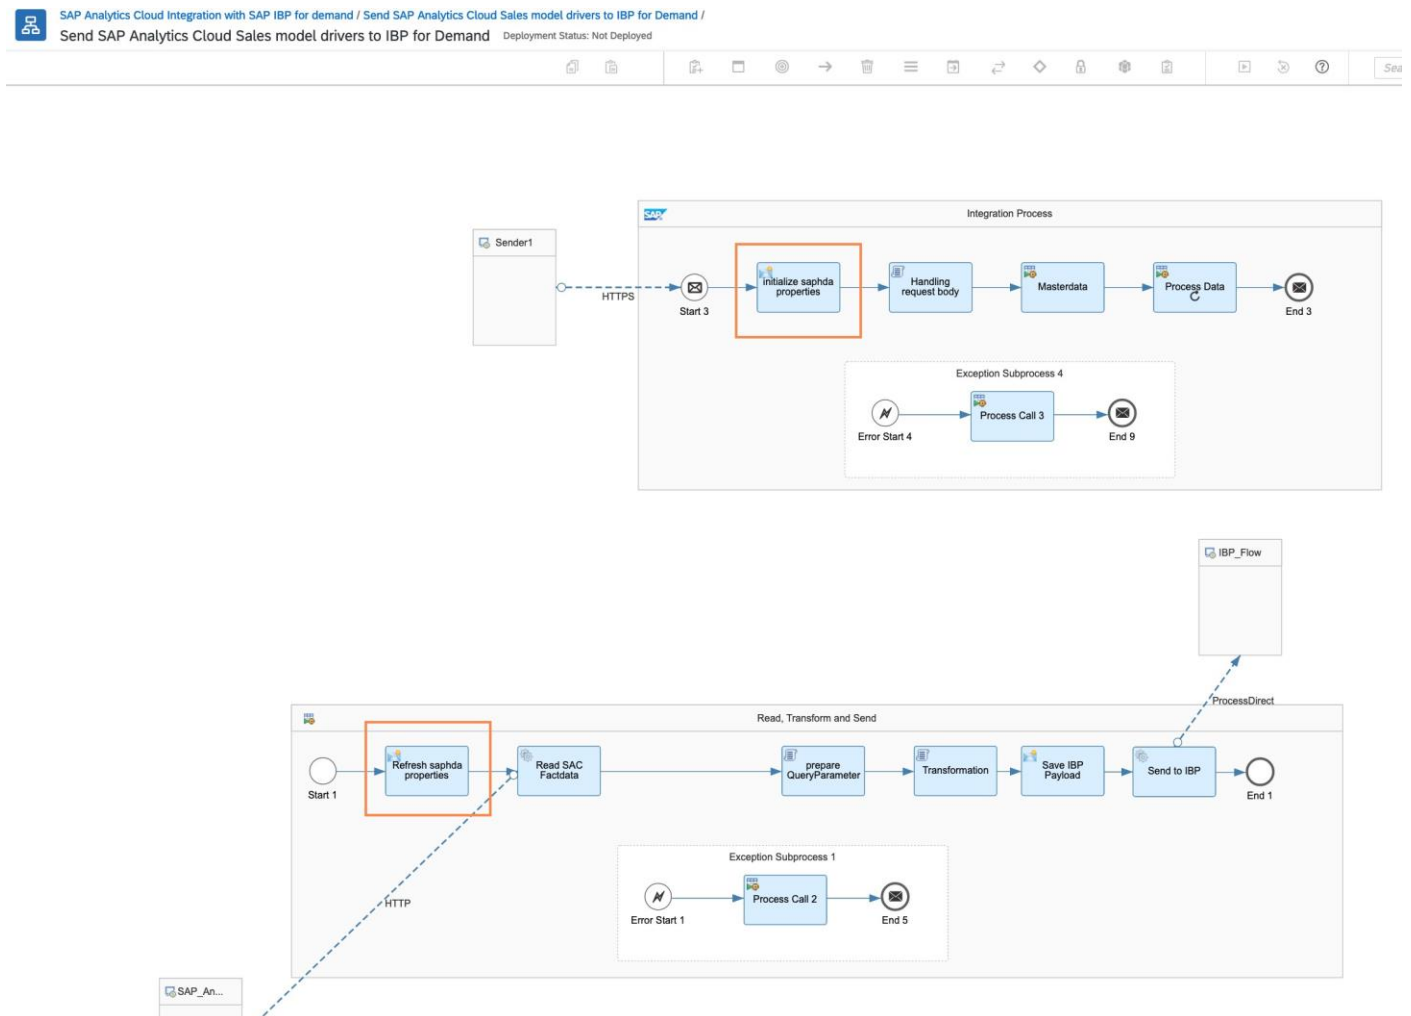 SAP Analytics Cloud Integration with SAP IBP for demand / Send SAP Analytics Cloud Sales model drivers to IBP for Demand /
Send SAP Analytics Cloud Sales model drivers to IBP for Demand Deployment Status: Not Deployed
Sea
SAP
Integration Process
Sender1
HTTPS
Start 3
initialize saphda
properties
Handling
request body
Masterdata
Process Data
End 3
Exception Subprocess 4
Error Start 4
Process Call 3
End 9
IBP_Flow
ProcessDirect
Read, Transform and Send
Start 1
Refresh saphda
properties
Read SAC
Factdata
prepare
QueryParameter
Transformation
Save IBP
Payload
Send to IBP
End 1
Exception Subprocess 1
Error Start 1
Process Call 2
End 5
HTTP
SAP_An...